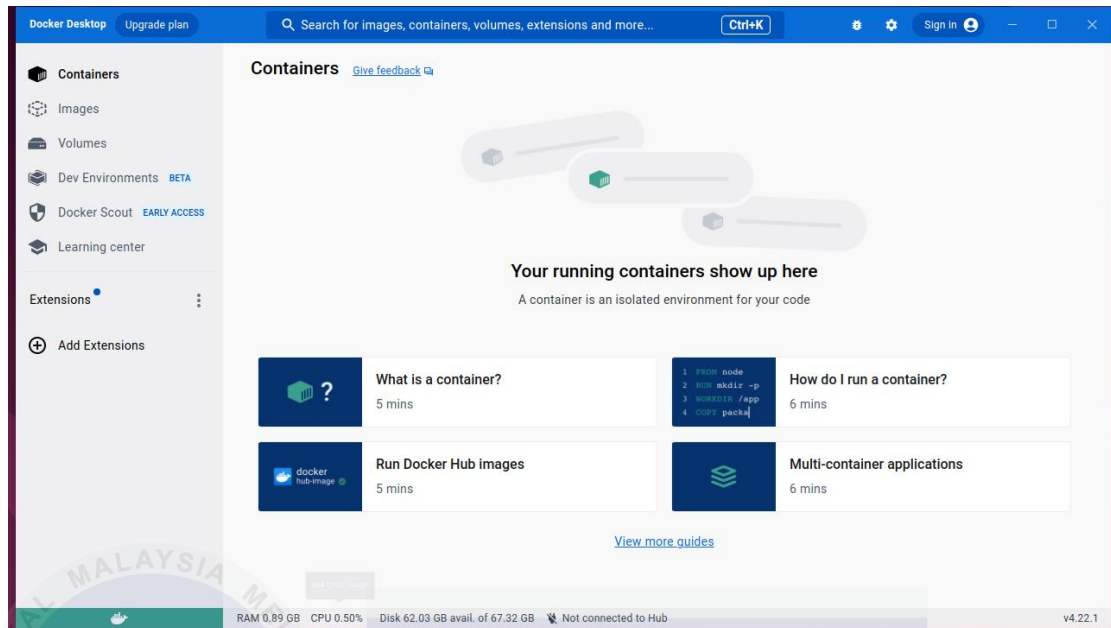 Docker Desktop Upgrade plan Search for images, containers, volumes, extensions and more... Ctrl+K Sign in
Containers
Images
Volumes
Dev Environments BETA
Docker Scout EARLY ACCESS
Learning center
Extensions
Add Extensions
Containers Give feedback
Your running containers show up here
A container is an isolated environment for your code
?
What is a container?
5 mins
1 FROM node
2 RUN mkdir -p
3 WORKDIR /app
4 COPY packa
How do I run a container?
6 mins
docker
hub-image
Run Docker Hub images
5 mins
Multi-container applications
6 mins
View more guides
MALAYSIA
RAM 0.89 GB CPU 0.50% Disk 62.03 GB avail. of 67.32 GB Not connected to Hub v4.22.1